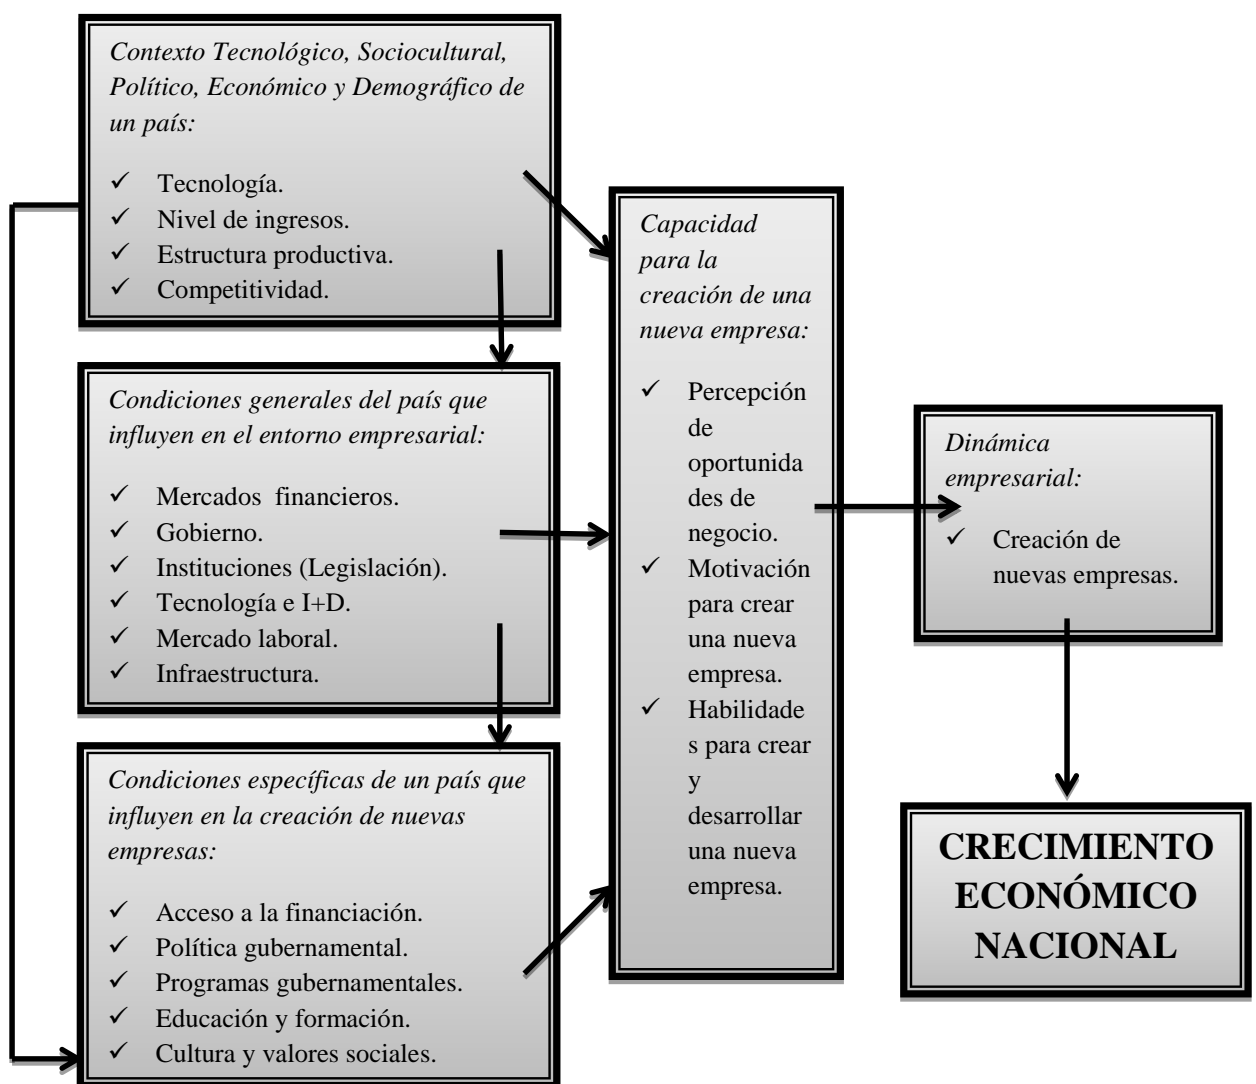 Contexto Tecnológico, Sociocultural,
Político, Económico y Demográfico de
un país:
✓ Tecnología.
✓ Nivel de ingresos.
✓ Estructura productiva.
✓ Competitividad.
Condiciones generales del país que
influyen en el entorno empresarial:
✓ Mercados financieros.
✓ Gobierno.
✓ Instituciones (Legislación).
✓ Tecnología e I+D.
✓ Mercado laboral.
✓ Infraestructura.
Condiciones específicas de un país que
influyen en la creación de nuevas
empresas:
✓ Acceso a la financiación.
✓ Política gubernamental.
✓ Programas gubernamentales.
✓ Educación y formación.
✓ Cultura y valores sociales.
Capacidad
para la
creación de una
nueva empresa:
✓ Percepción
de
oportunida
des de
negocio.
✓ Motivación
para crear
una nueva
empresa.
✓ Habilidade
s para crear
y
desarrollar
una nueva
empresa.
Dinámica
empresarial:
✓ Creación de
nuevas empresas.
CRECIMIENTO
ECONÓMICO
NACIONAL